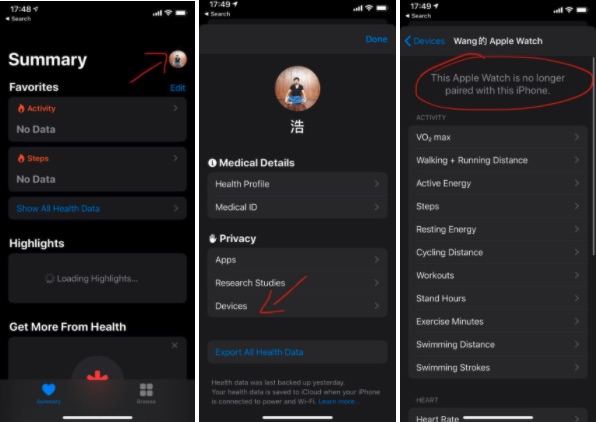 17:48
Search
Summary
Favorites
Edit
Activity
No Data
Steps
No Data
Show All Health Data
Highlights
Loading Highlights...
Get More From Health
Summary
Browse
17:49
Search
Done
浩
Medical Details
Health Profile
Medical ID
Privacy
Apps
Research Studies
Devices
Export All Health Data
Health data was last backed up yesterday.
Your health data is saved to iCloud when your iPhone
is connected to power and Wi-Fi. Learn more...
17:49
Search
Devices
Wang的 Apple Watch
This Apple Watch is no longer
paired with this iPhone.
ACTIVITY
VO₂ max
Walking + Running Distance
Active Energy
Steps
Resting Energy
Cycling Distance
Workouts
Stand Hours
Exercise Minutes
Swimming Distance
Swimming Strokes
HEART
Heart Rate